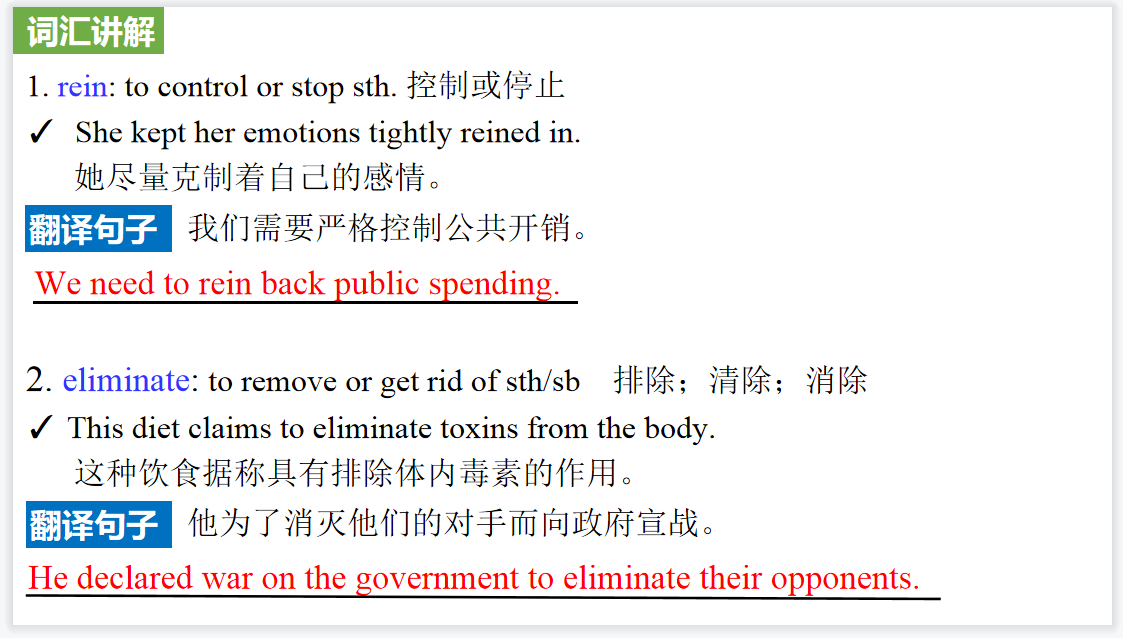 词汇讲解
1. rein: to control or stop sth. 控制或停止
✓ She kept her emotions tightly reined in.
她尽量克制着自己的感情。
翻译句子 我们需要严格控制公共开销。
We need to rein back public spending.
2. eliminate: to remove or get rid of sth/sb 排除；清除；消除
✓ This diet claims to eliminate toxins from the body.
这种饮食据称具有排除体内毒素的作用。
翻译句子 他为了消灭他们的对手而向政府宣战。
He declared war on the government to eliminate their opponents.